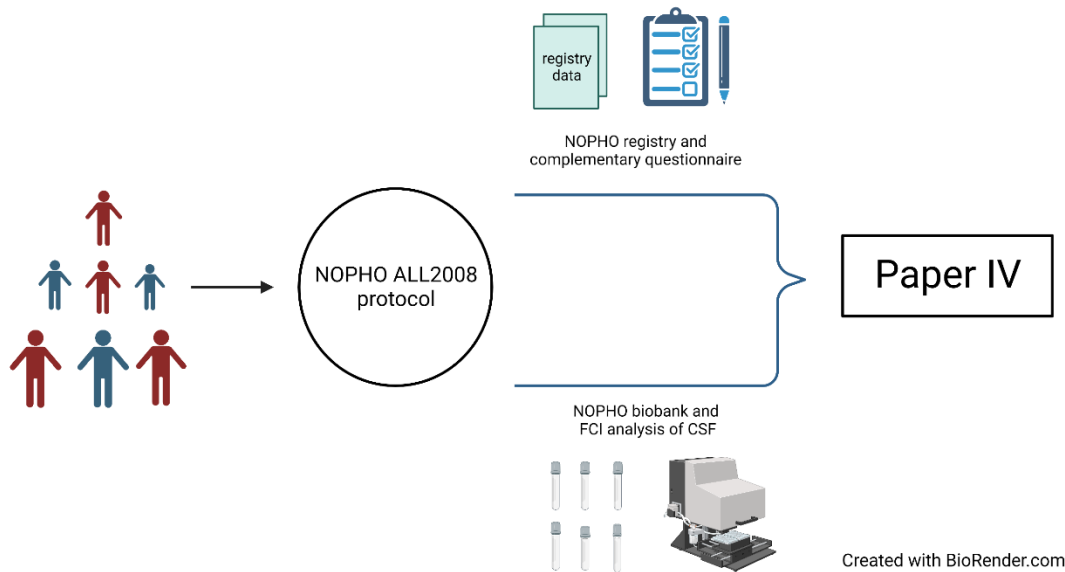 registry
data
NOPHO registry and
complementary questionnaire
NOPHO ALL2008
protocol
Paper IV
NOPHO biobank and
FCI analysis of CSF
Created with BioRender.com